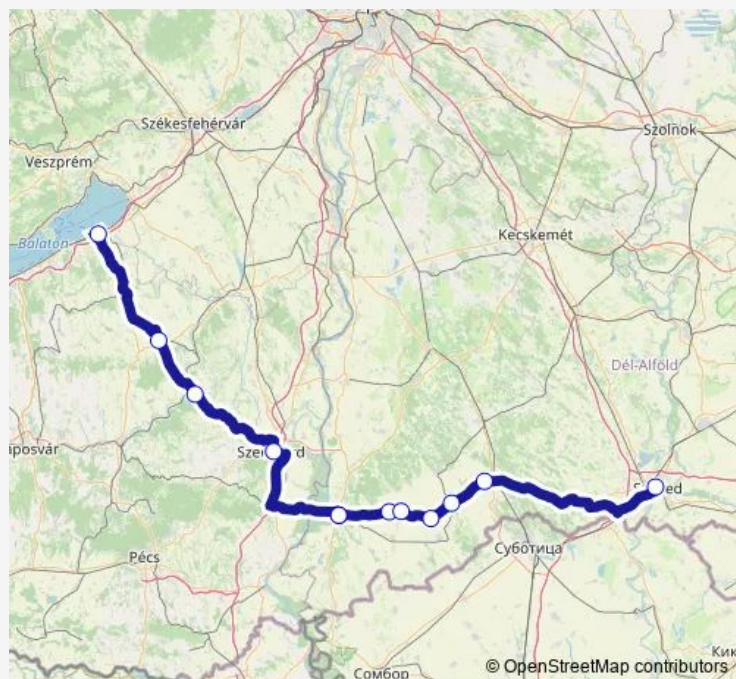 Székesfehérvár
Szolnok
Veszprém
Balaton
Kecskemét
Dél-Alföld
Pécs
Суботица
Сомбор
© OpenStreetMap contributors